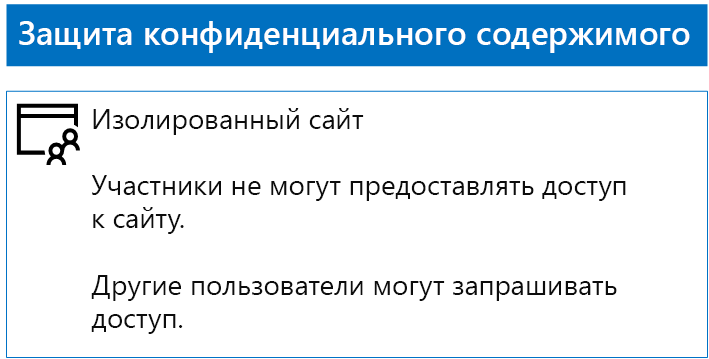 Защита конфиденциального содержимого
Изолированный сайт
Участники не могут предоставлять доступ
к сайту.
Другие пользователи могут запрашивать
доступ.